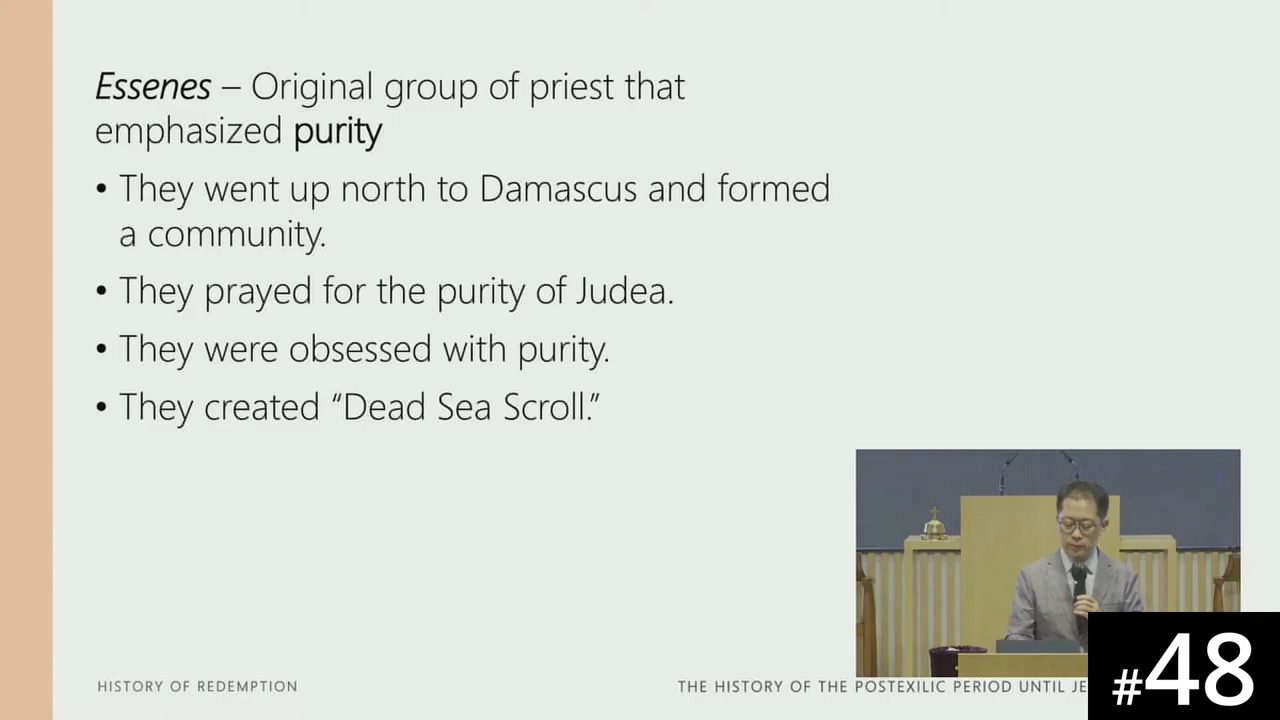 Essenes – Original group of priest that
emphasized purity
• They went up north to Damascus and formed
a community.
• They prayed for the purity of Judea.
• They were obsessed with purity.
• They created “Dead Sea Scroll.”
HISTORY OF REDEMPTION
THE HISTORY OF THE POSTEXILIC PERIOD UNTIL JE
#48